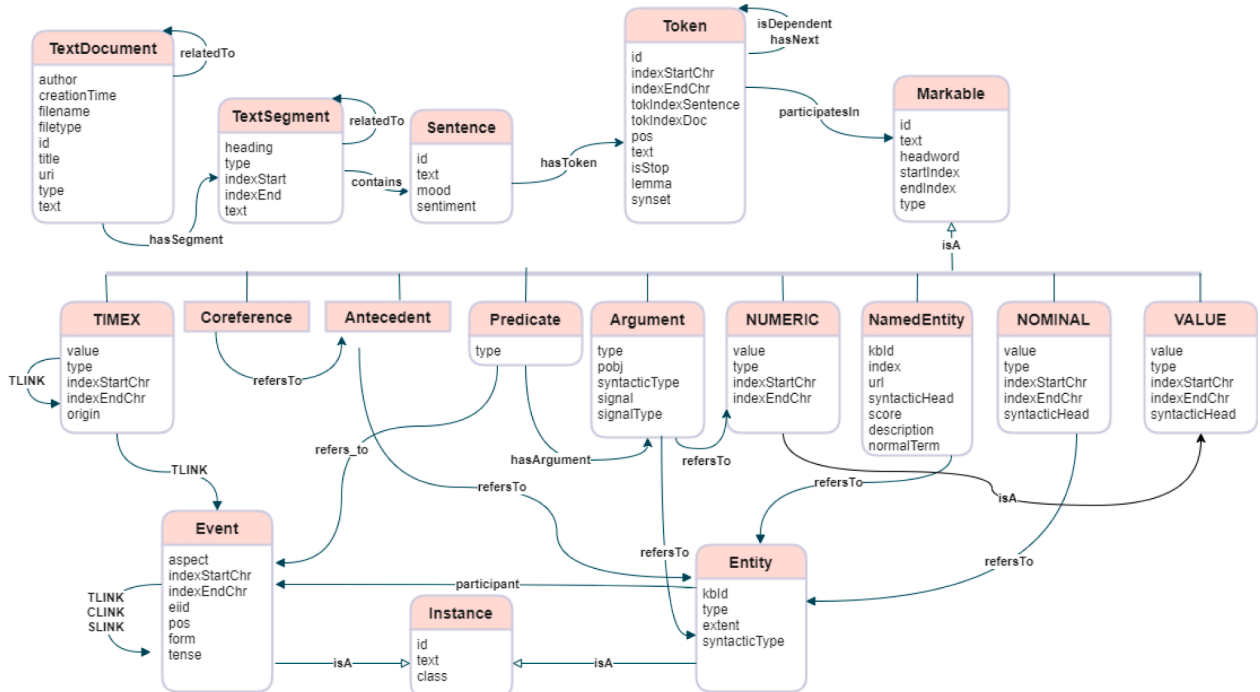 TextDocument
author
creationTime
filename
filetype
id
title
uri
type
text
relatedTo
hasSegment
TextSegment
heading
type
indexStart
indexEnd
text
relatedTo
contains
Sentence
id
text
mood
sentiment
hasToken
Token
id
indexStartChr
indexEndChr
tokIndexSentence
tokIndexDoc
pos
text
isStop
lemma
synset
isDependent
hasNext
participatesIn
Markable
id
text
headword
startIndex
endIndex
type
isA
TIMEX
value
type
indexStartChr
indexEndChr
origin
TLINK
TLINK
Coreference
refersTo
Antecedent
refersTo
Predicate
type
refers_to
hasArgument
Argument
type
pobj
syntacticType
signal
signalType
refersTo
refersTo
NUMERIC
value
type
indexStartChr
indexEndChr
isA
NamedEntity
kbId
index
url
syntacticHead
score
description
normalTerm
refersTo
NOMINAL
value
type
indexStartChr
indexEndChr
syntacticHead
refersTo
VALUE
value
type
indexStartChr
indexEndChr
syntacticHead
Event
aspect
indexStartChr
indexEndChr
eiid
pos
form
tense
TLINK
CLINK
SLINK
participant
isA
Instance
id
text
class
isA
Entity
kbId
type
extent
syntacticType